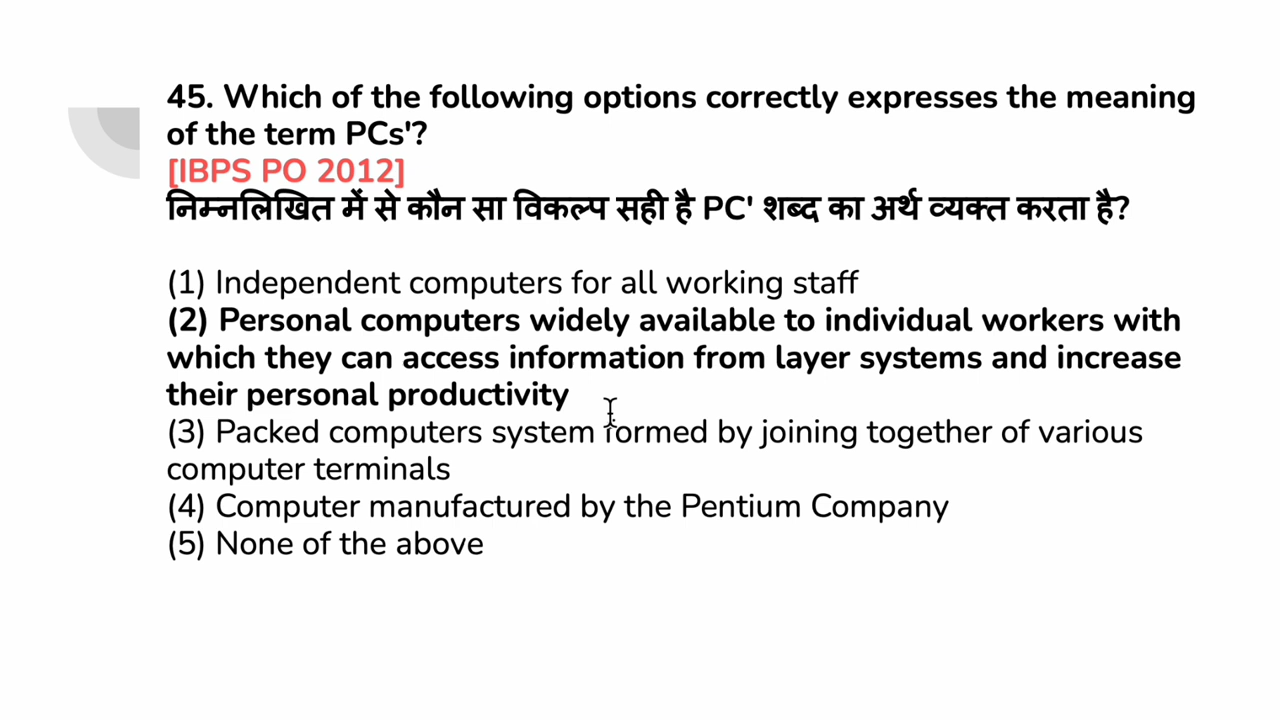 45. Which of the following options correctly expresses the meaning
of the term PCs'?
[IBPS PO 2012]
निम्नलिखित में से कौन सा विकल्प सही है PC' शब्द का अर्थ व्यक्त करता है?
(1) Independent computers for all working staff
(2) Personal computers widely available to individual workers with
which they can access information from layer systems and increase
their personal productivity
(3) Packed computers system formed by joining together of various
computer terminals
(4) Computer manufactured by the Pentium Company
(5) None of the above